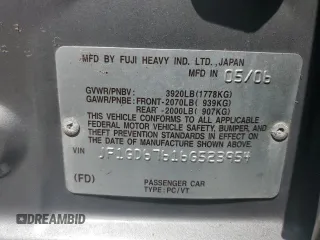 MFD BY FUJI HEAVY IND. LTD., JAPAN
MFD IN 05/06
GVWR/PNBV : 3920LB(1778KG)
GAWR/PNBE: FRONT-2070LB( 939KG)
REAR -2000LB( 907KG)
THIS VEHICLE CONFORMS TO ALL APPLICABLE
FEDERAL MOTOR VEHICLE SAFETY, BUMPER, AND
THEFT PREVENTION STANDARDS IN EFFECT ON
THE DATE OF MANUFACTURE SHOWN ABOVE.
VIN
(FD)
PASSENGER CAR
TYPE: PC/VT
autobidmaster